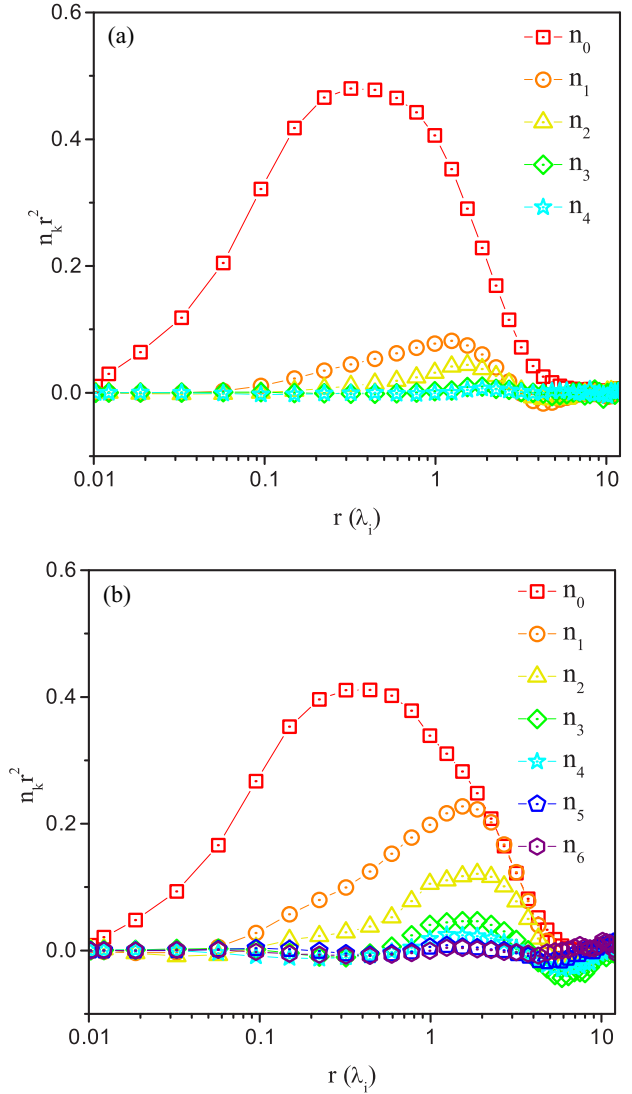 (a)
n₀
n₁
n₂
n₃
n₄
0.6
0.4
0.2
0.0
nₖr²
0.01
0.1
1
10
r (λᵢ)
(b)
n₀
n₁
n₂
n₃
n₄
n₅
n₆
0.6
0.4
0.2
0.0
nₖr²
0.01
0.1
1
10
r (λᵢ)